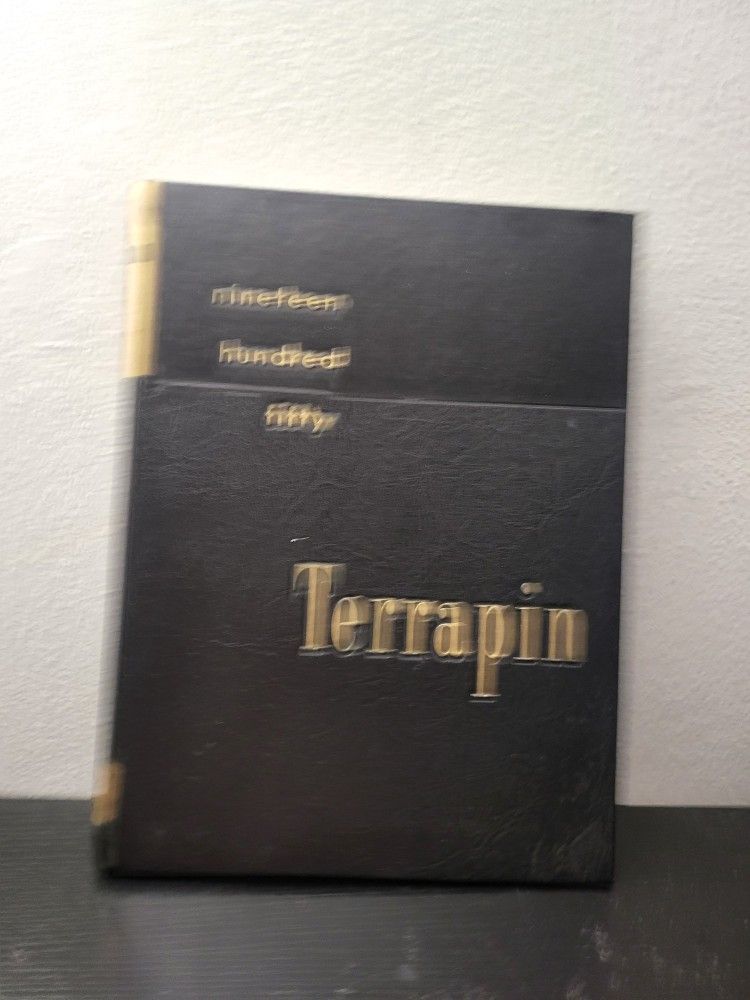 nineteen
hundred
fifty
Terrapin